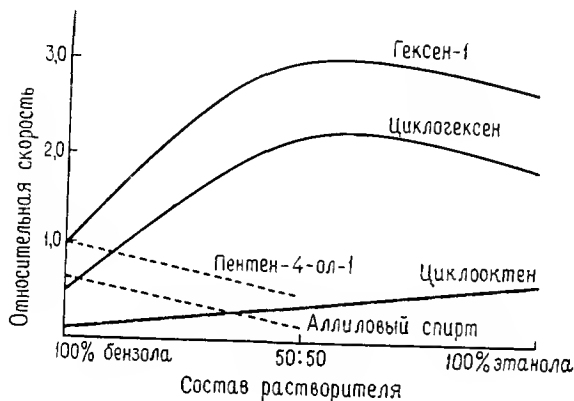 3,0
2,0
1,0
Относительная скорость
Гексен-1
Циклогексен
Пентен-4-ол-1
Циклооктен
Аллиловый спирт
100% бензола
50:50
100% этанола
Состав растворителя